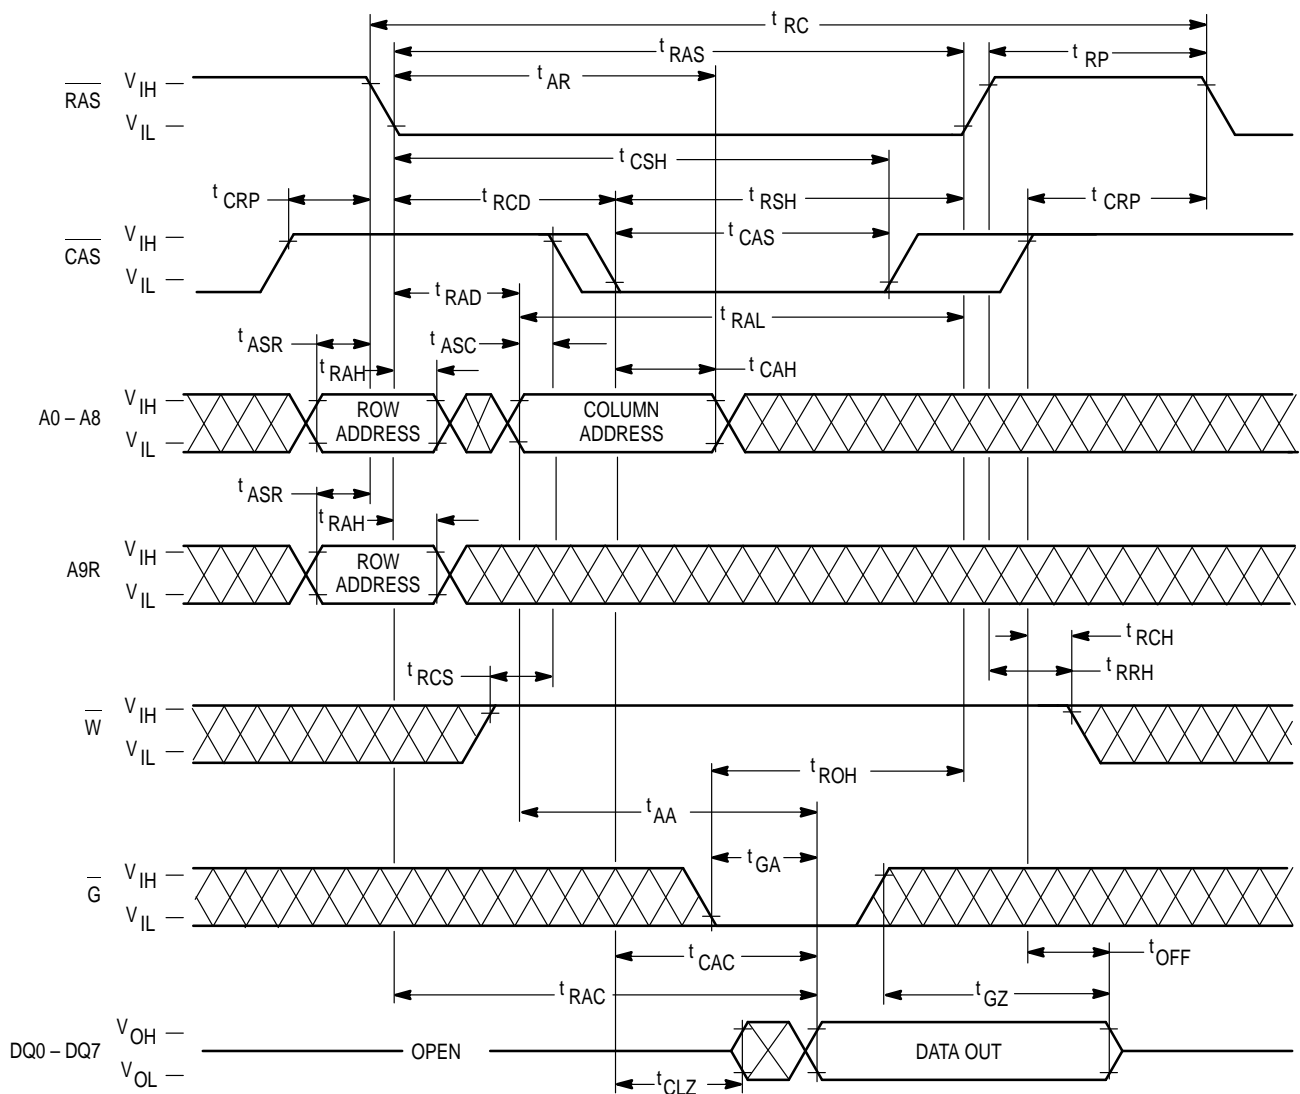 t RC
t RAS
t RP
t AR
RAS
V IH
V IL
t CSH
t CRP
t RCD
t RSH
t CRP
t CAS
CAS
V IH
V IL
t RAD
t RAL
t ASR
t ASC
t RAH
t CAH
A0 – A8
V IH
V IL
ROW ADDRESS
COLUMN ADDRESS
t ASR
t RAH
A9R
V IH
V IL
ROW ADDRESS
t RCH
t RCS
t RRH
W
V IH
V IL
t ROH
t AA
t GA
G
V IH
V IL
t CAC
t OFF
t RAC
t GZ
DQ0 – DQ7
V OH
V OL
OPEN
DATA OUT
t CLZ